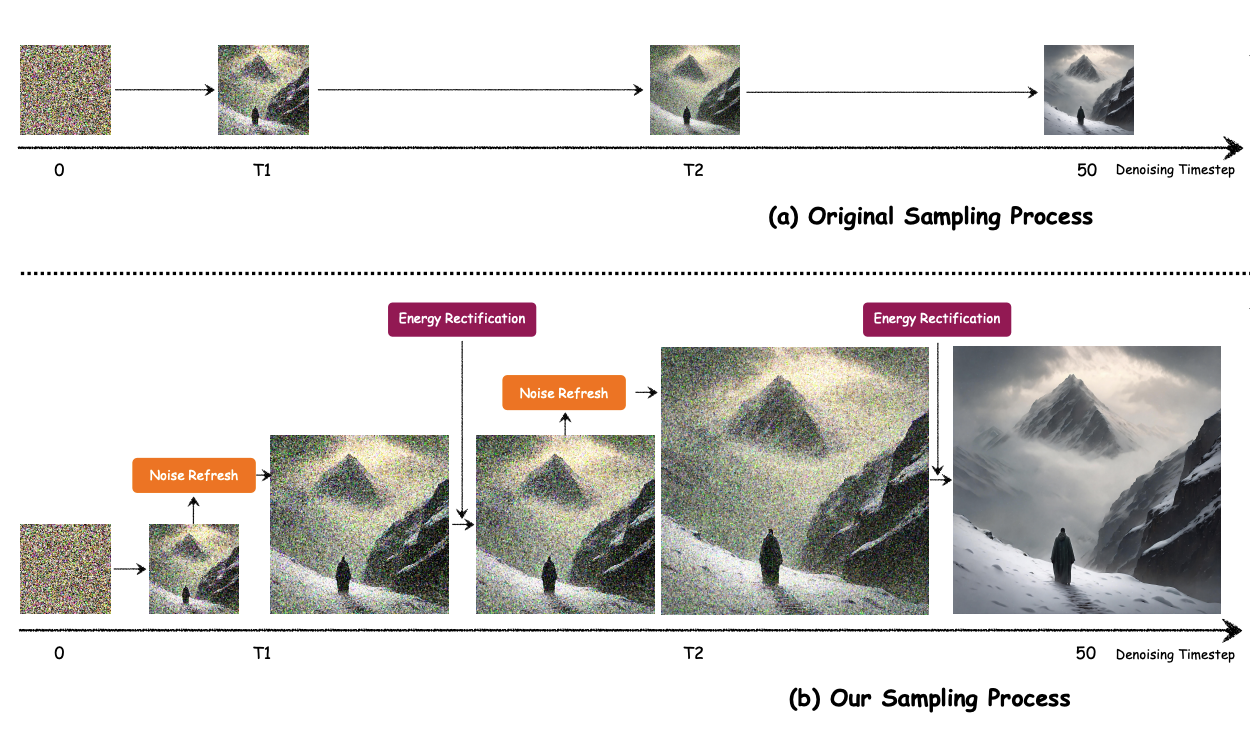 0
T1
T2
50
Denoising Timestep
(a) Original Sampling Process
Energy Rectification
Energy Rectification
Noise Refresh
Noise Refresh
0
T1
T2
50
Denoising Timestep
(b) Our Sampling Process